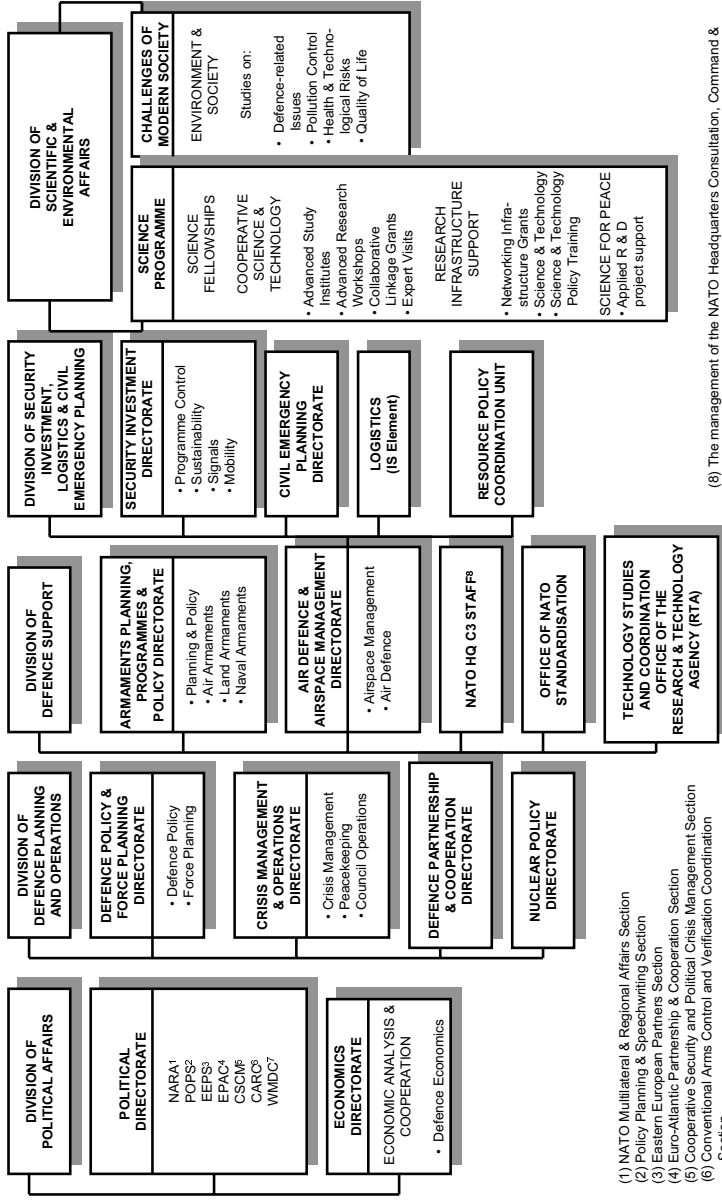 DIVISION OF
POLITICAL AFFAIRS
POLITICAL
DIRECTORATE
NARA1
POPS2
EEPS3
EPAC4
CSCM5
CARC6
WMDC7
ECONOMICS
DIRECTORATE
ECONOMIC ANALYSIS &
COOPERATION
• Defence Economics
DIVISION OF
DEFENCE PLANNING
AND OPERATIONS
DEFENCE POLICY &
FORCE PLANNING
DIRECTORATE
• Defence Policy
• Force Planning
CRISIS MANAGEMENT
& OPERATIONS
DIRECTORATE
• Crisis Management
• Peacekeeping
• Council Operations
DEFENCE PARTNERSHIP
& COOPERATION
DIRECTORATE
NUCLEAR POLICY
DIRECTORATE
DIVISION OF
DEFENCE SUPPORT
ARMAMENTS PLANNING,
PROGRAMMES &
POLICY DIRECTORATE
• Planning & Policy
• Air Armaments
• Land Armaments
• Naval Armaments
AIR DEFENCE &
AIRSPACE MANAGEMENT
DIRECTORATE
• Airspace Management
• Air Defence
NATO HQ C3 STAFF8
OFFICE OF NATO
STANDARDISATION
TECHNOLOGY STUDIES
AND COORDINATION
OFFICE OF THE
RESEARCH & TECHNOLOGY
AGENCY (RTA)
DIVISION OF SECURITY
INVESTMENT,
LOGISTICS & CIVIL
EMERGENCY PLANNING
SECURITY INVESTMENT
DIRECTORATE
• Programme Control
• Sustainability
• Signals
• Mobility
CIVIL EMERGENCY
PLANNING
DIRECTORATE
LOGISTICS
(IS Element)
RESOURCE POLICY
COORDINATION UNIT
DIVISION OF
SCIENTIFIC &
ENVIRONMENTAL
AFFAIRS
SCIENCE
PROGRAMME
SCIENCE
FELLOWSHIPS
COOPERATIVE
SCIENCE &
TECHNOLOGY
• Advanced Study
Institutes
• Advanced Research
Workshops
• Collaborative
Linkage Grants
• Expert Visits
RESEARCH
INFRASTRUCTURE
SUPPORT
• Networking Infra-
structure Grants
• Science & Technology
• Science & Technology
Policy Training
SCIENCE FOR PEACE
• Applied R & D
project support
CHALLENGES OF
MODERN SOCIETY
ENVIRONMENT &
SOCIETY
Studies on:
• Defence-related
Issues
• Pollution Control
• Health & Techno-
logical Risks
• Quality of Life
(1) NATO Multilateral & Regional Affairs Section
(2) Policy Planning & Speechwriting Section
(3) Eastern European Partners Section
(4) Euro-Atlantic Partnership & Cooperation Section
(5) Cooperative Security and Political Crisis Management Section
(6) Conventional Arms Control and Verification Coordination
(8) The management of the NATO Headquarters Consultation, Command &